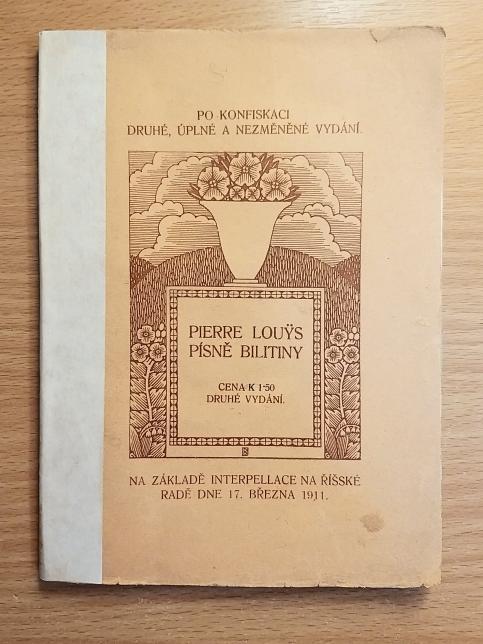 PO KONFISKACI
DRUHÉ, ÚPLNÉ A NEZMĚNĚNÉ VYDÁNÍ.
PIERRE LOUŸS
PÍSNĚ BILITINY
CENA K 1·50
DRUHÉ VYDÁNÍ.
NA ZÁKLADĚ INTERPELLACE NA ŘÍŠSKÉ
RADĚ DNE 17. BŘEZNA 1911.